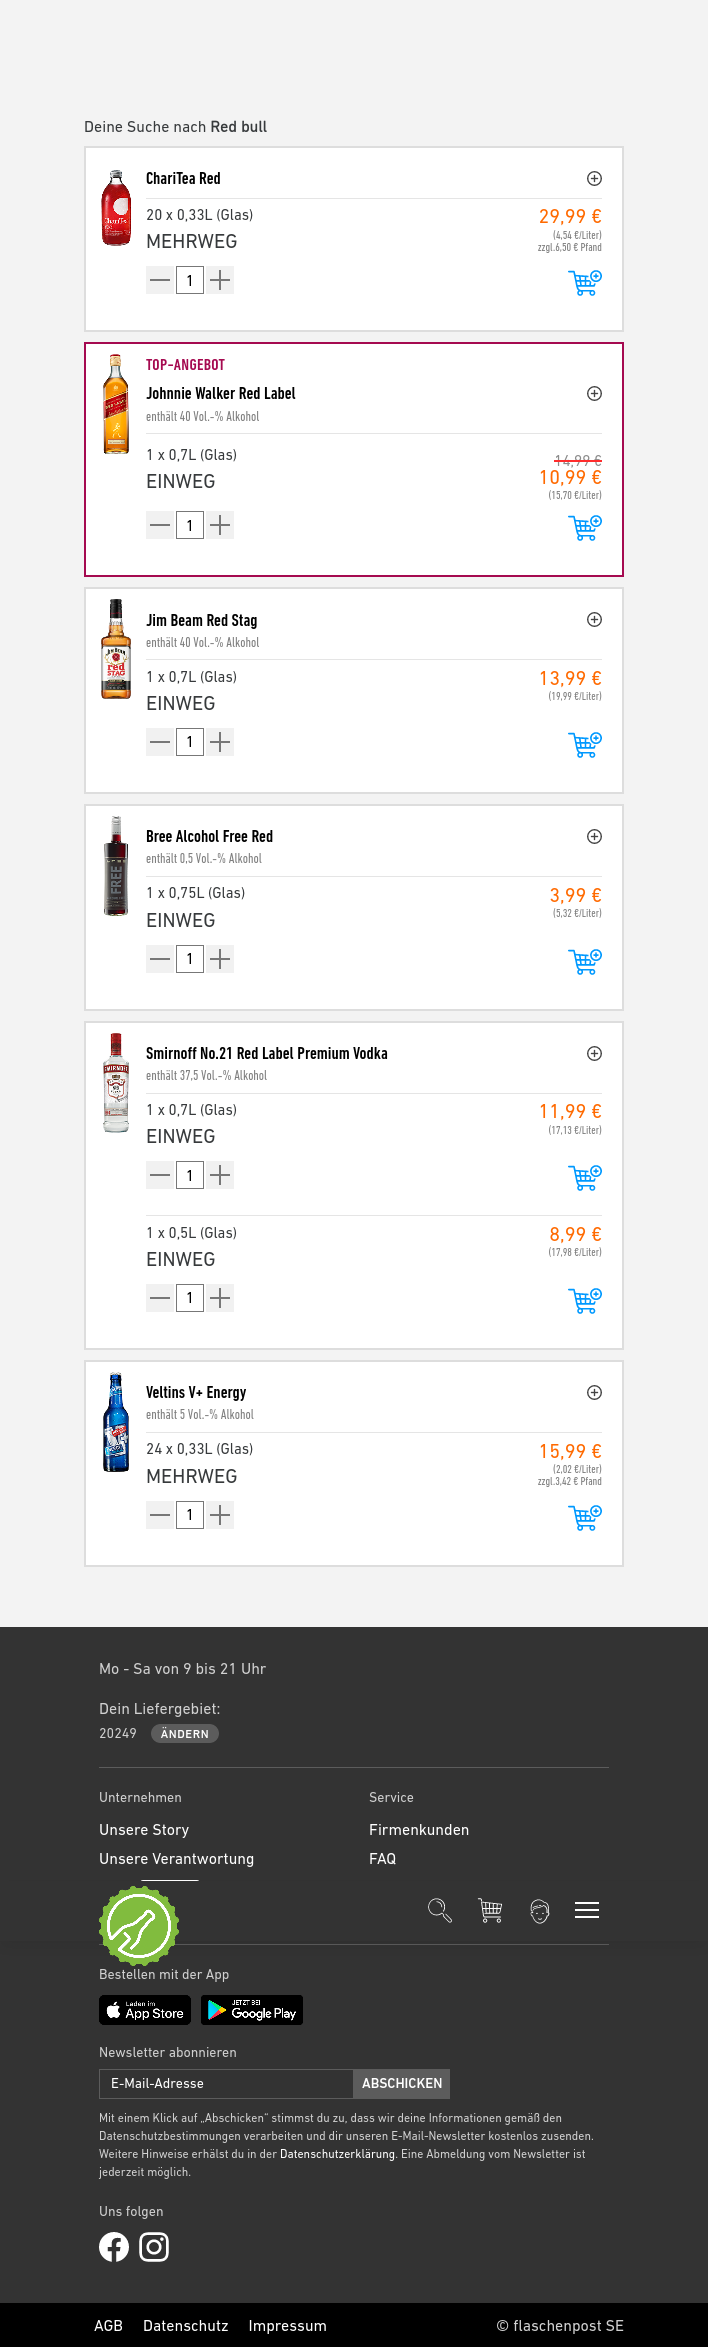 Deine Suche nach Red bull
ChariTea Red
20 x 0,33L (Glas)
29,99 €
MEHRWEG
(4,54 €/Liter)
zzgl.6,50 € Pfand
1
TOP-ANGEBOT
Johnnie Walker Red Label
enthält 40 Vol.-% Alkohol
1 x 0,7L (Glas)
14,99 €
EINWEG
10,99 €
(15,70 €/Liter)
1
Jim Beam Red Stag
enthält 40 Vol.-% Alkohol
1 x 0,7L (Glas)
13,99 €
EINWEG
(19,99 €/Liter)
1
Bree Alcohol Free Red
enthält 0,5 Vol.-% Alkohol
1 x 0,75L (Glas)
3,99 €
EINWEG
(5,32 €/Liter)
1
Smirnoff No.21 Red Label Premium Vodka
enthält 37,5 Vol.-% Alkohol
1 x 0,7L (Glas)
11,99 €
EINWEG
(17,13 €/Liter)
1
1 x 0,5L (Glas)
8,99 €
EINWEG
(17,98 €/Liter)
1
Veltins V+ Energy
enthält 5 Vol.-% Alkohol
24 x 0,33L (Glas)
15,99 €
MEHRWEG
(2,02 €/Liter)
zzgl.3,42 € Pfand
1
Mo - Sa von 9 bis 21 Uhr
Dein Liefergebiet:
20249 ÄNDERN
Unternehmen
Unsere Story
Unsere Verantwortung
Service
Firmenkunden
FAQ
Bestellen mit der App
Laden im
App Store
JETZT BEI
Google Play
Newsletter abonnieren
E-Mail-Adresse ABSCHICKEN
Mit einem Klick auf „Abschicken“ stimmst du zu, dass wir deine Informationen gemäß den
Datenschutzbestimmungen verarbeiten und dir unseren E-Mail-Newsletter kostenlos zusenden.
Weitere Hinweise erhälst du in der Datenschutzerklärung. Eine Abmeldung vom Newsletter ist
jederzeit möglich.
Uns folgen
AGB Datenschutz Impressum © flaschenpost SE